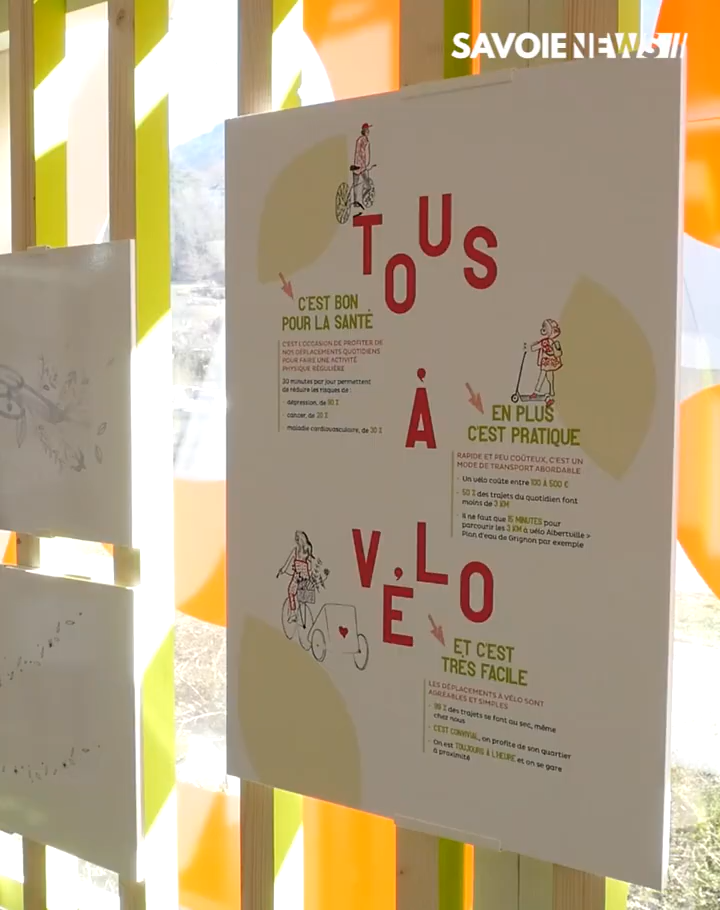 SAVOIENEWS//
TOUS
C'EST BON
POUR LA SANTÉ
C'EST L'OCCASION DE PROFITER DE
NOS DÉPLACEMENTS QUOTIDIENS
POUR FAIRE UNE ACTIVITÉ
PHYSIQUE RÉGULIÈRE
30 minutes par jour permettent
de réduire les risques de :
- dépression, de
- cancer, de
- maladie cardiovasculaire, de 30 %
À
EN PLUS
C'EST PRATIQUE
RAPIDE ET PEU COÛTEUX, C'EST UN
MODE DE TRANSPORT ABORDABLE
- Un vélo coûte entre 100 À 500 €
- 50 % des trajets du quotidien font
moins de 3 KM
- Il ne faut que 15 MINUTES pour
parcourir les 3 KM à vélo Albertville >
Plan d'eau de Grignon par exemple
VÉLO
ET C'EST
TRÈS FACILE
LES DÉPLACEMENTS À VÉLO SONT
AGRÉABLES ET SIMPLES
- % des trajets se font au sec, même
chez nous
- C'EST CONVIVIAL, on profite de son quartier
- On est TOUJOURS À L'HEURE et on se gare
à proximité